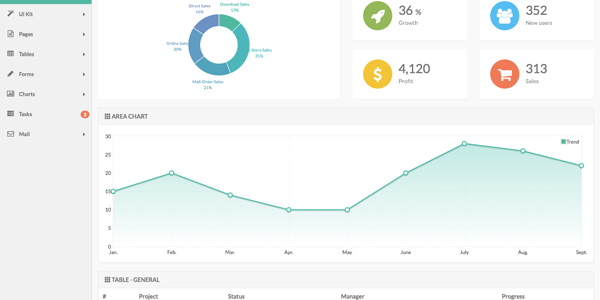 UI Kit
Pages
Tables
Forms
Charts
Tasks
3
Mail
Direct Sales
Download Sales
12%
Online Sales
20%
Store Sales
31%
Mail-Order Sales
21%
36 %
Growth
352
New users
4,120
Profit
313
Sales
AREA CHART
Trend
30
25
20
15
10
5
0
Jan.
Feb.
Mar.
Apr.
May
June
July
Aug.
Sept.
TABLE - GENERAL
# Project Status Manager Progress